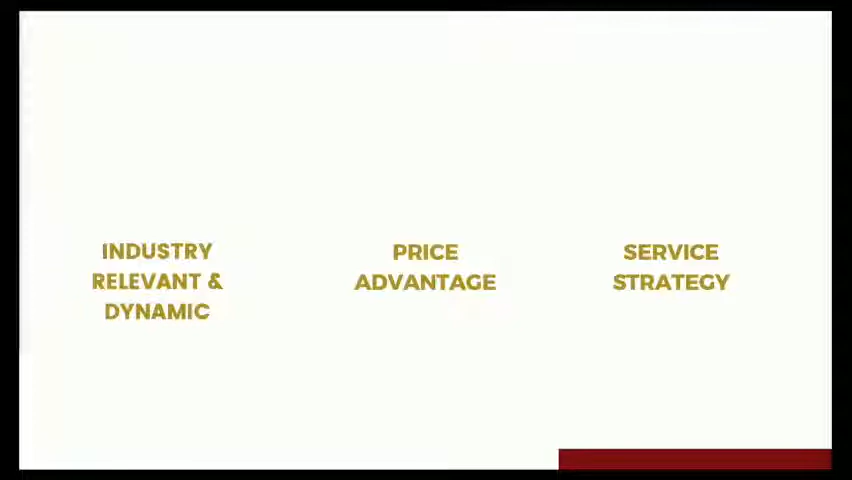 INDUSTRY
RELEVANT &
DYNAMIC
PRICE
ADVANTAGE
SERVICE
STRATEGY